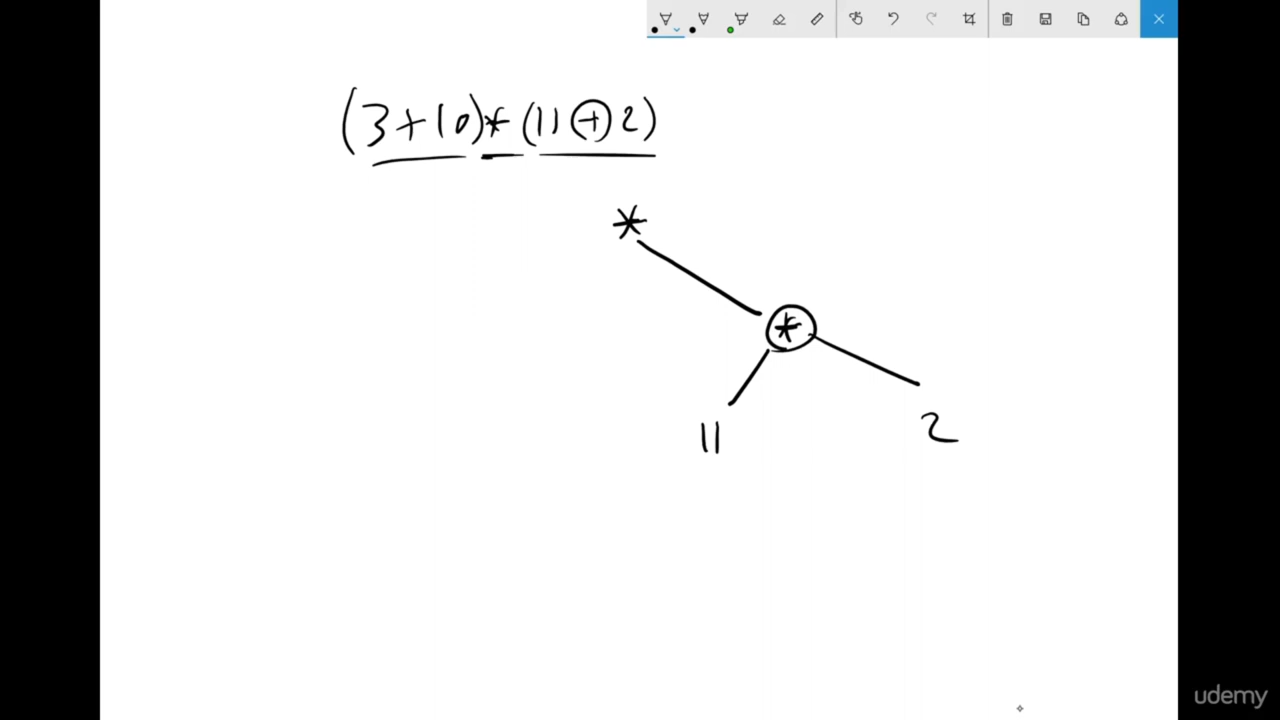 (3+10)*(11+2)
*
*
11 2
udemy